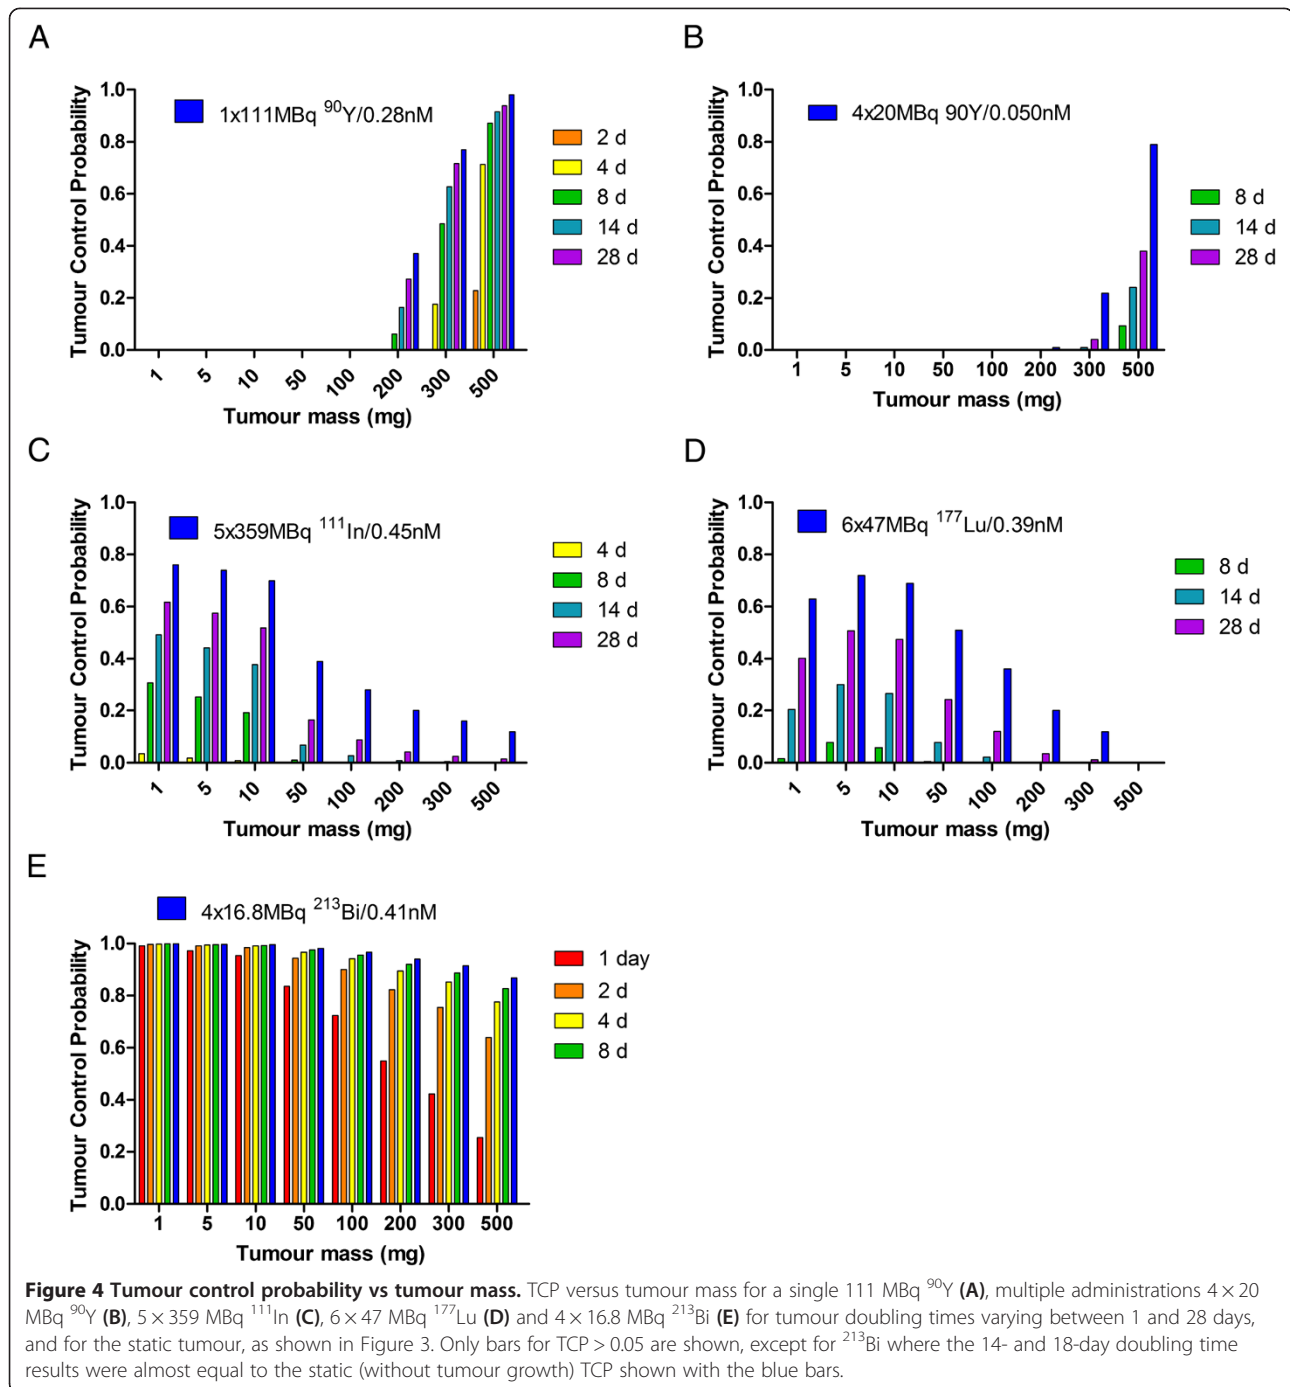 A
Tumour Control Probability
1.0
0.8
0.6
0.4
0.2
0.0
1x111MBq ⁹⁰Y/0.28nM
2 d
4 d
8 d
14 d
28 d
1 5 10 50 100 200 300 500
Tumour mass (mg)
B
Tumour Control Probability
1.0
0.8
0.6
0.4
0.2
0.0
4x20MBq 90Y/0.050nM
8 d
14 d
28 d
1 5 10 50 100 200 300 500
Tumour mass (mg)
C
Tumour Control Probability
1.0
0.8
0.6
0.4
0.2
0.0
5x359MBq ¹¹¹In/0.45nM
4 d
8 d
14 d
28 d
1 5 10 50 100 200 300 500
Tumour mass (mg)
D
Tumour Control Probability
1.0
0.8
0.6
0.4
0.2
0.0
6x47MBq ¹⁷⁷Lu/0.39nM
8 d
14 d
28 d
1 5 10 50 100 200 300 500
Tumour mass (mg)
E
Tumour Control Probability
1.0
0.8
0.6
0.4
0.2
0.0
4x16.8MBq ²¹³Bi/0.41nM
1 day
2 d
4 d
8 d
1 5 10 50 100 200 300 500
Tumour mass (mg)
Figure 4 Tumour control probability vs tumour mass. TCP versus tumour mass for a single 111 MBq ⁹⁰Y (A), multiple administrations 4 × 20
MBq ⁹⁰Y (B), 5 × 359 MBq ¹¹¹In (C), 6 × 47 MBq ¹⁷⁷Lu (D) and 4 × 16.8 MBq ²¹³Bi (E) for tumour doubling times varying between 1 and 28 days,
and for the static tumour, as shown in Figure 3. Only bars for TCP > 0.05 are shown, except for ²¹³Bi where the 14- and 18-day doubling time
results were almost equal to the static (without tumour growth) TCP shown with the blue bars.